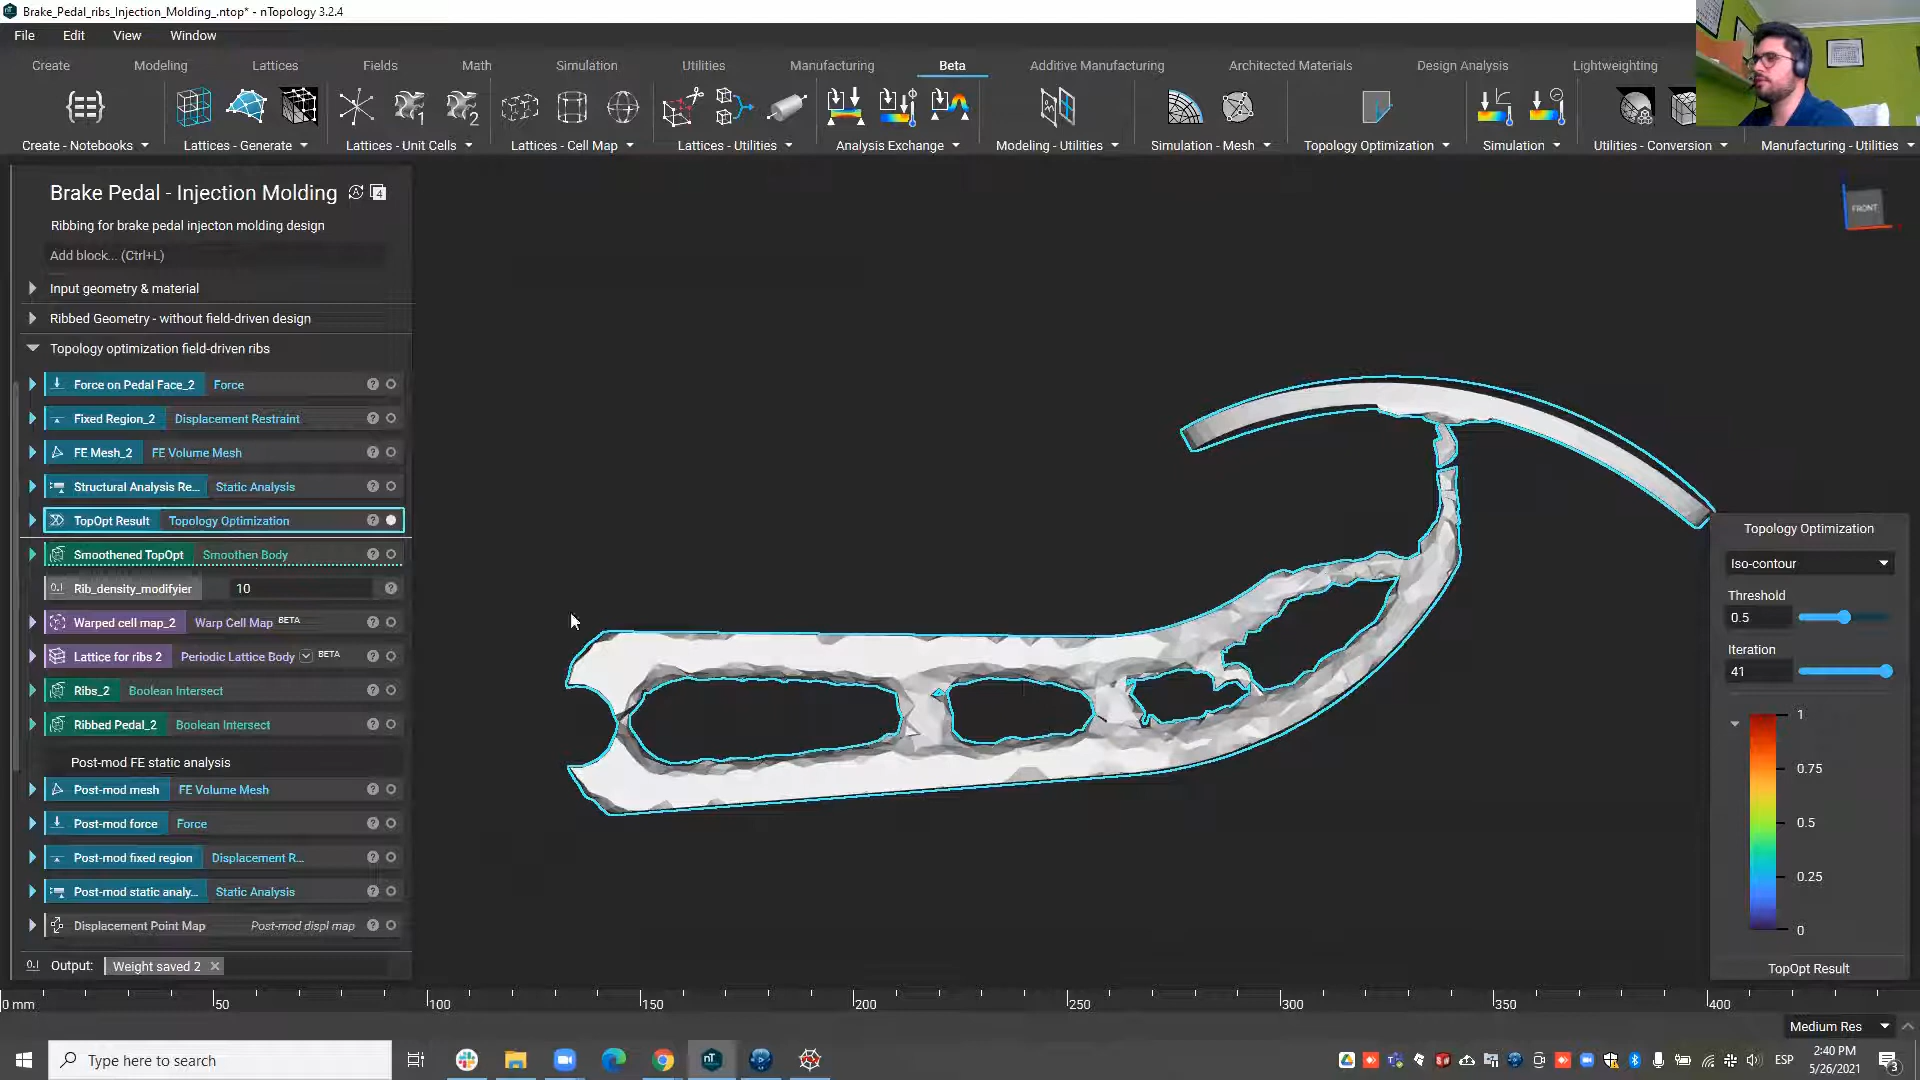 Brake_Pedal_ribs_Injection_Molding_.ntop* - nTopology 3.2.4
File Edit View Window
Create Modeling Lattices Fields Math Simulation Utilities Manufacturing Beta Additive Manufacturing Architected Materials Design Analysis Lightweighting
Create - Notebooks Lattices - Generate Lattices - Unit Cells Lattices - Cell Map Lattices - Utilities Analysis Exchange Modeling - Utilities Simulation - Mesh Topology Optimization Simulation Utilities - Conversion Manufacturing - Utilities
Brake Pedal - Injection Molding
Ribbing for brake pedal injecton molding design
Add block... (Ctrl+L)
Input geometry & material
Ribbed Geometry - without field-driven design
Topology optimization field-driven ribs
Force on Pedal Face_2 Force
Fixed Region_2 Displacement Restraint
FE Mesh_2 FE Volume Mesh
Structural Analysis Re... Static Analysis
TopOpt Result Topology Optimization
Smoothened TopOpt Smoothen Body
Rib_density_modifyier 10
Warped cell map_2 Warp Cell Map BETA
Lattice for ribs 2 Periodic Lattice Body BETA
Ribs_2 Boolean Intersect
Ribbed Pedal_2 Boolean Intersect
Post-mod FE static analysis
Post-mod mesh FE Volume Mesh
Post-mod force Force
Post-mod fixed region Displacement R...
Post-mod static analy... Static Analysis
Displacement Point Map Post-mod displ map
Output: Weight saved 2
FRONT
Topology Optimization
Iso-contour
Threshold
0.5
Iteration
41
1
0.75
0.5
0.25
0
TopOpt Result
0 mm 50 100 150 200 250 300 350 400
Medium Res
Type here to search
ESP
2:40 PM
5/26/2021
3